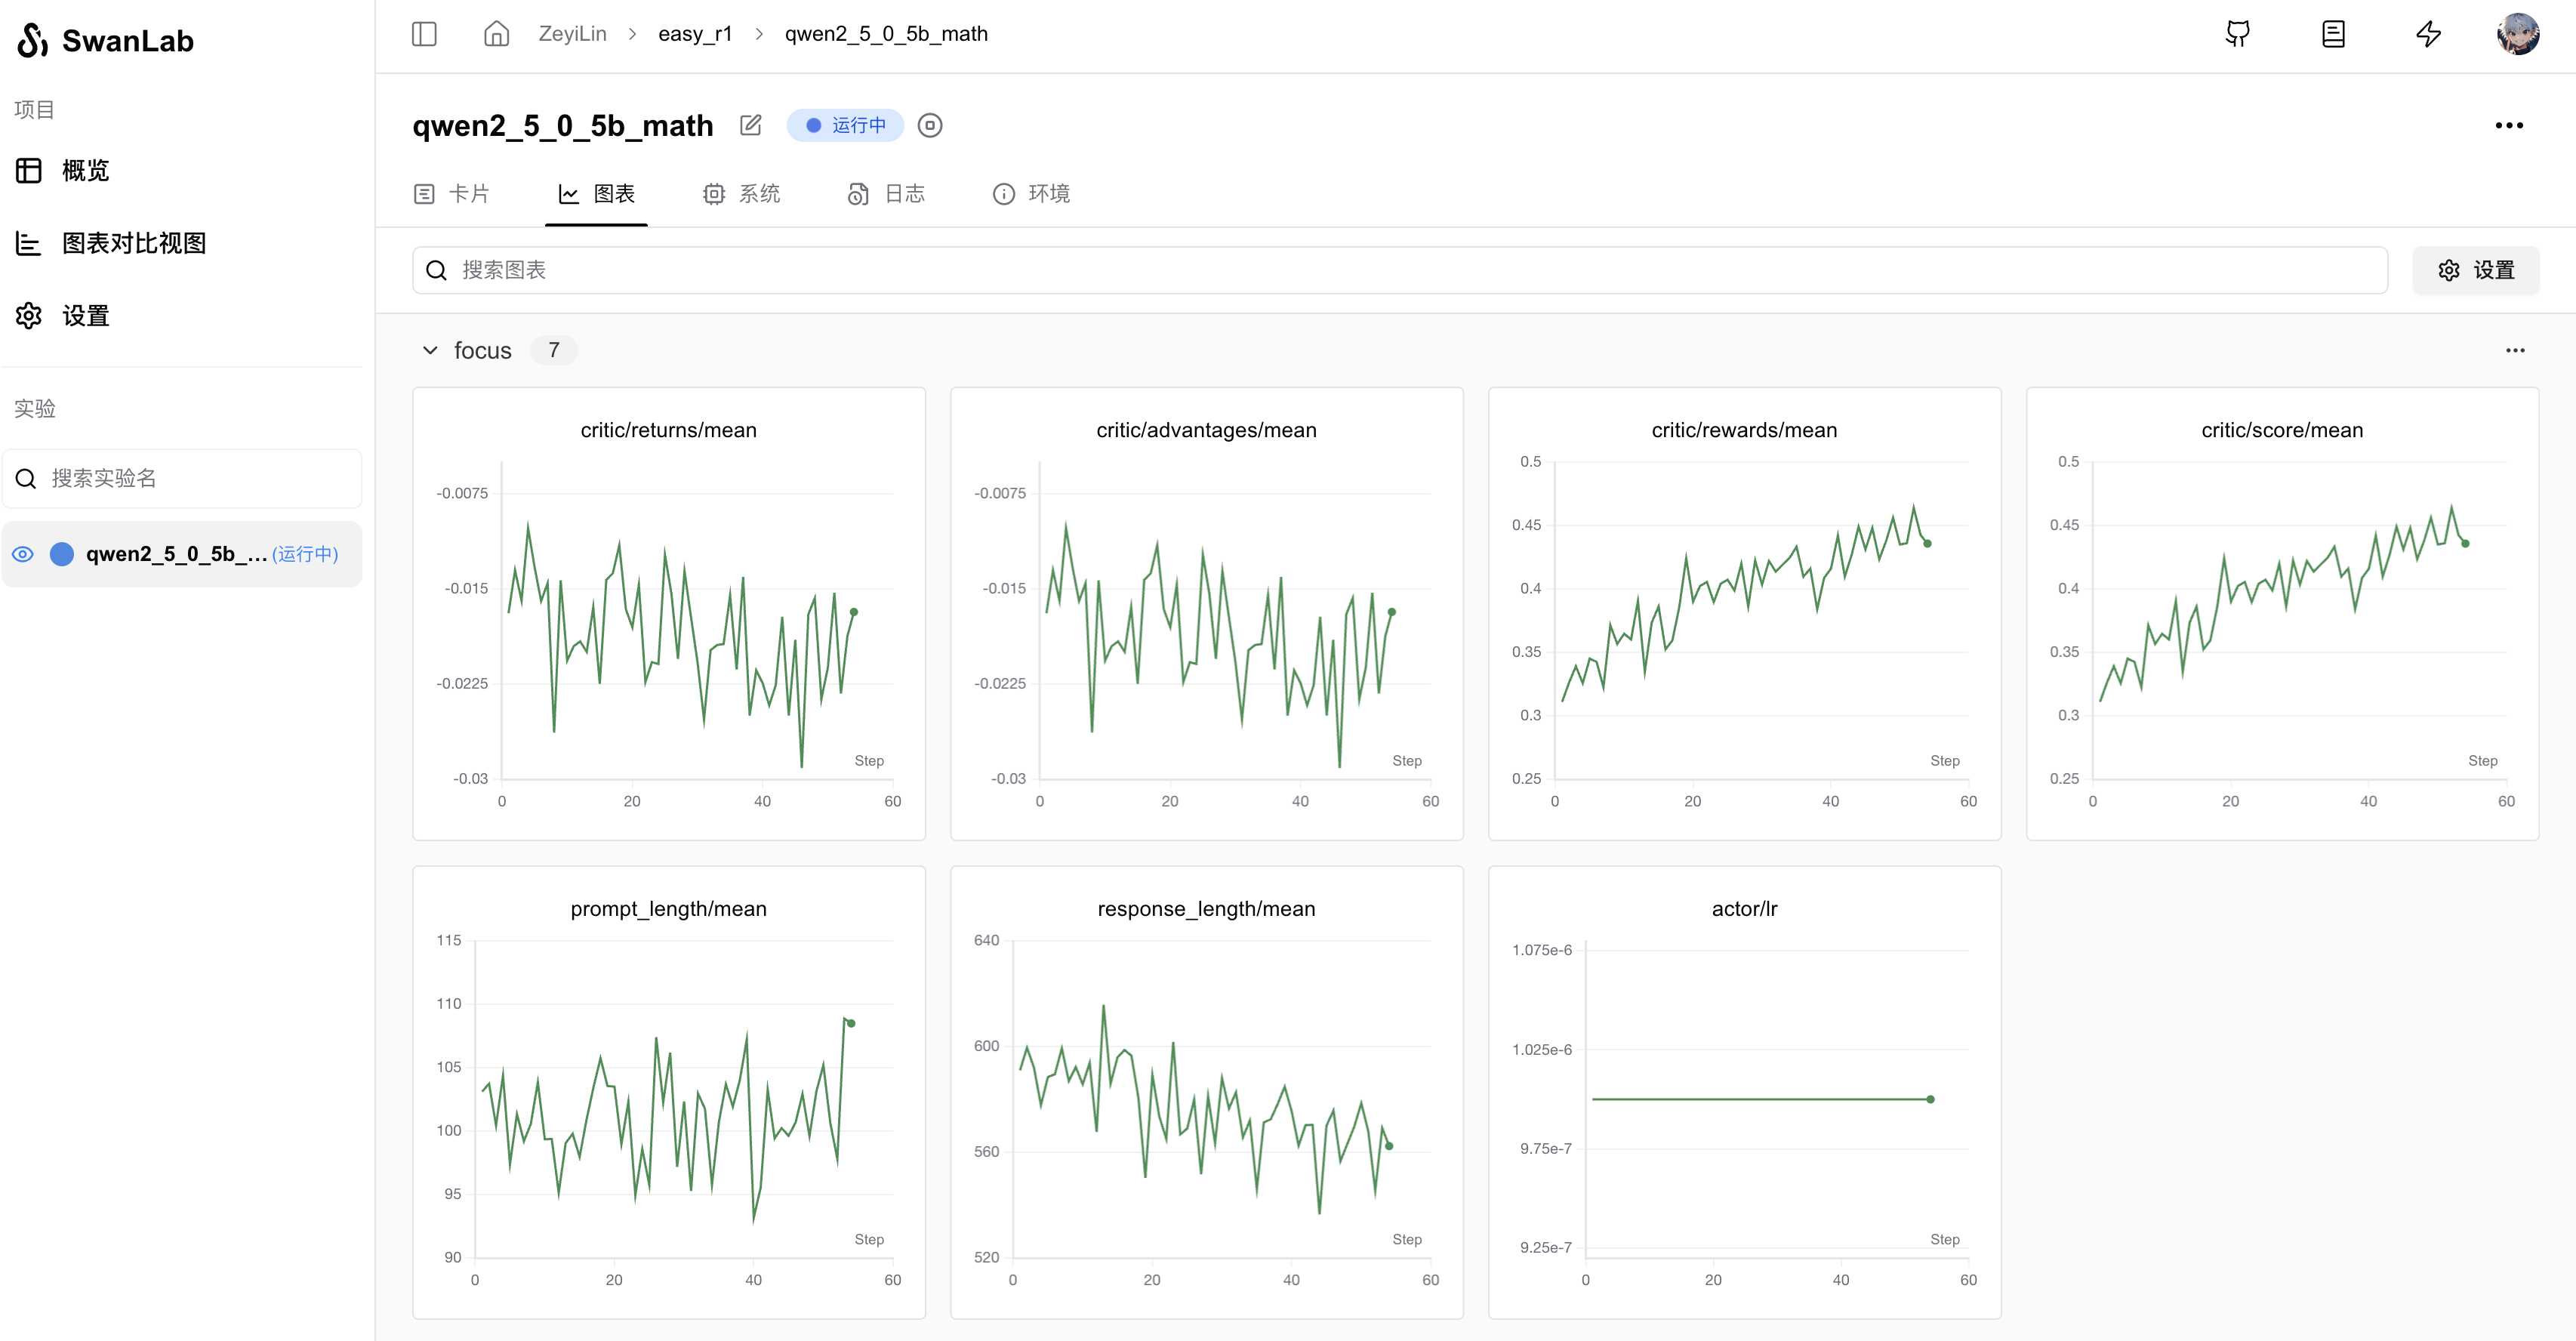 SwanLab
项目
概览
图表对比视图
设置
实验
搜索实验名
qwen2_5_0_5b_... (运行中)
ZeyiLin > easy_r1 > qwen2_5_0_5b_math
qwen2_5_0_5b_math 运行中
卡片 图表 系统 日志 环境
搜索图表 设置
focus 7
critic/returns/mean
-0.0075
-0.015
-0.0225
-0.03
Step
0 20 40 60
critic/advantages/mean
-0.0075
-0.015
-0.0225
-0.03
Step
0 20 40 60
critic/rewards/mean
0.5
0.45
0.4
0.35
0.3
0.25
Step
0 20 40 60
critic/score/mean
0.5
0.45
0.4
0.35
0.3
0.25
Step
0 20 40 60
prompt_length/mean
115
110
105
100
95
90
Step
0 20 40 60
response_length/mean
640
600
560
520
Step
0 20 40 60
actor/lr
1.075e-6
1.025e-6
9.75e-7
9.25e-7
Step
0 20 40 60